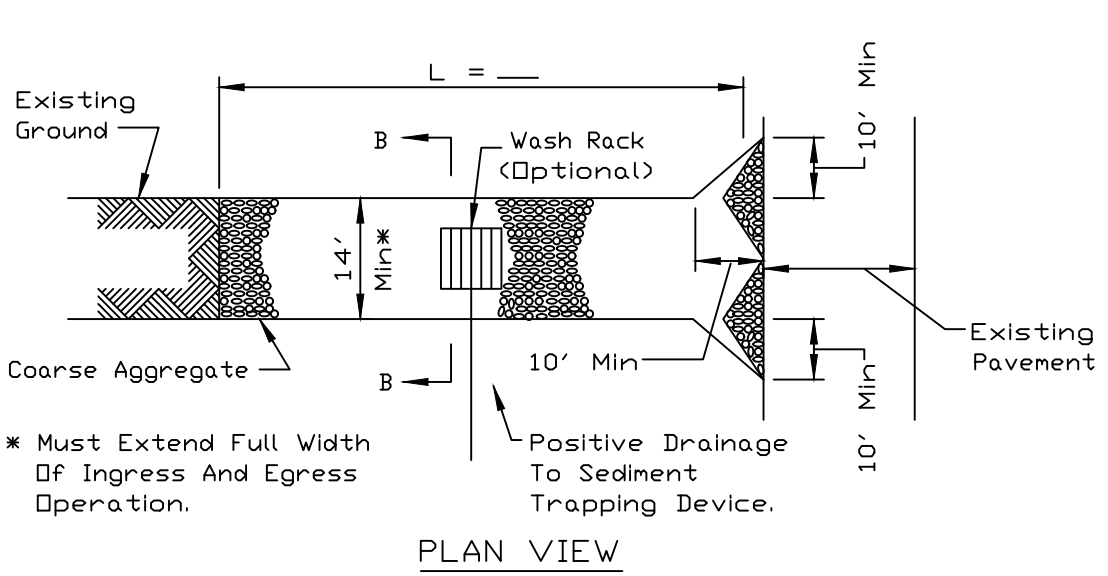 L = ___
10' Min
Existing
Ground
B
Wash Rack
(Optional)
14'
Min*
10' Min
Existing
Pavement
Coarse Aggregate
B
10' Min
* Must Extend Full Width
Of Ingress And Egress
Operation.
Positive Drainage
To Sediment
Trapping Device.
PLAN VIEW